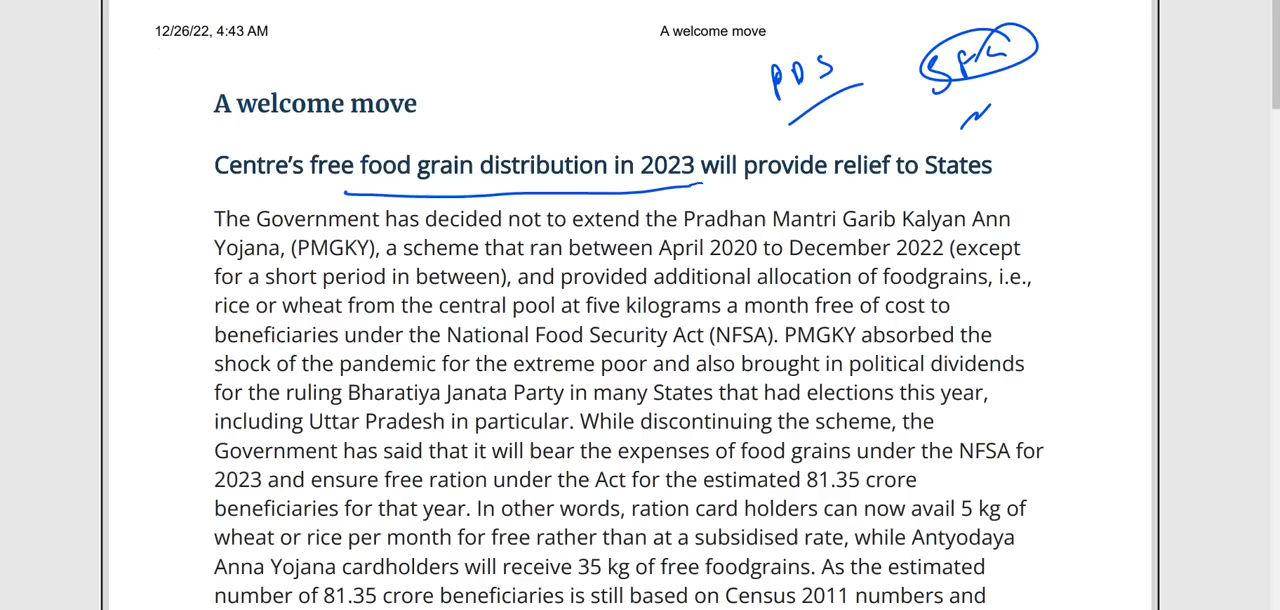 12/26/22, 4:43 AM
A welcome move
PDS
A welcome move
Centre's free food grain distribution in 2023 will provide relief to States
The Government has decided not to extend the Pradhan Mantri Garib Kalyan Ann
Yojana, (PMGKY), a scheme that ran between April 2020 to December 2022 (except
for a short period in between), and provided additional allocation of foodgrains, i.e.,
rice or wheat from the central pool at five kilograms a month free of cost to
beneficiaries under the National Food Security Act (NFSA). PMGKY absorbed the
shock of the pandemic for the extreme poor and also brought in political dividends
for the ruling Bharatiya Janata Party in many States that had elections this year,
including Uttar Pradesh in particular. While discontinuing the scheme, the
Government has said that it will bear the expenses of food grains under the NFSA for
2023 and ensure free ration under the Act for the estimated 81.35 crore
beneficiaries for that year. In other words, ration card holders can now avail 5 kg of
wheat or rice per month for free rather than at a subsidised rate, while Antyodaya
Anna Yojana cardholders will receive 35 kg of free foodgrains. As the estimated
number of 81.35 crore beneficiaries is still based on Census 2011 numbers and